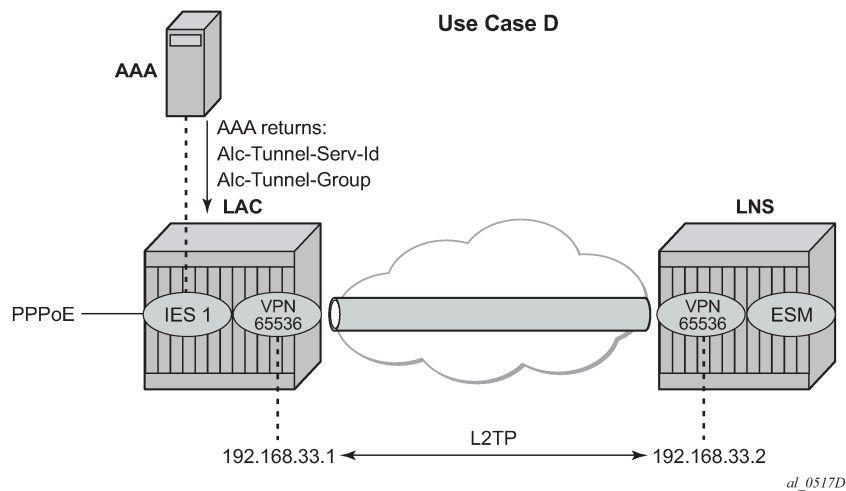 Use Case D
AAA
AAA returns:
Alc-Tunnel-Serv-Id
Alc-Tunnel-Group
LAC
LNS
PPPoE
IES 1
VPN
65536
VPN
65536
ESM
L2TP
192.168.33.1
192.168.33.2
al_0517D